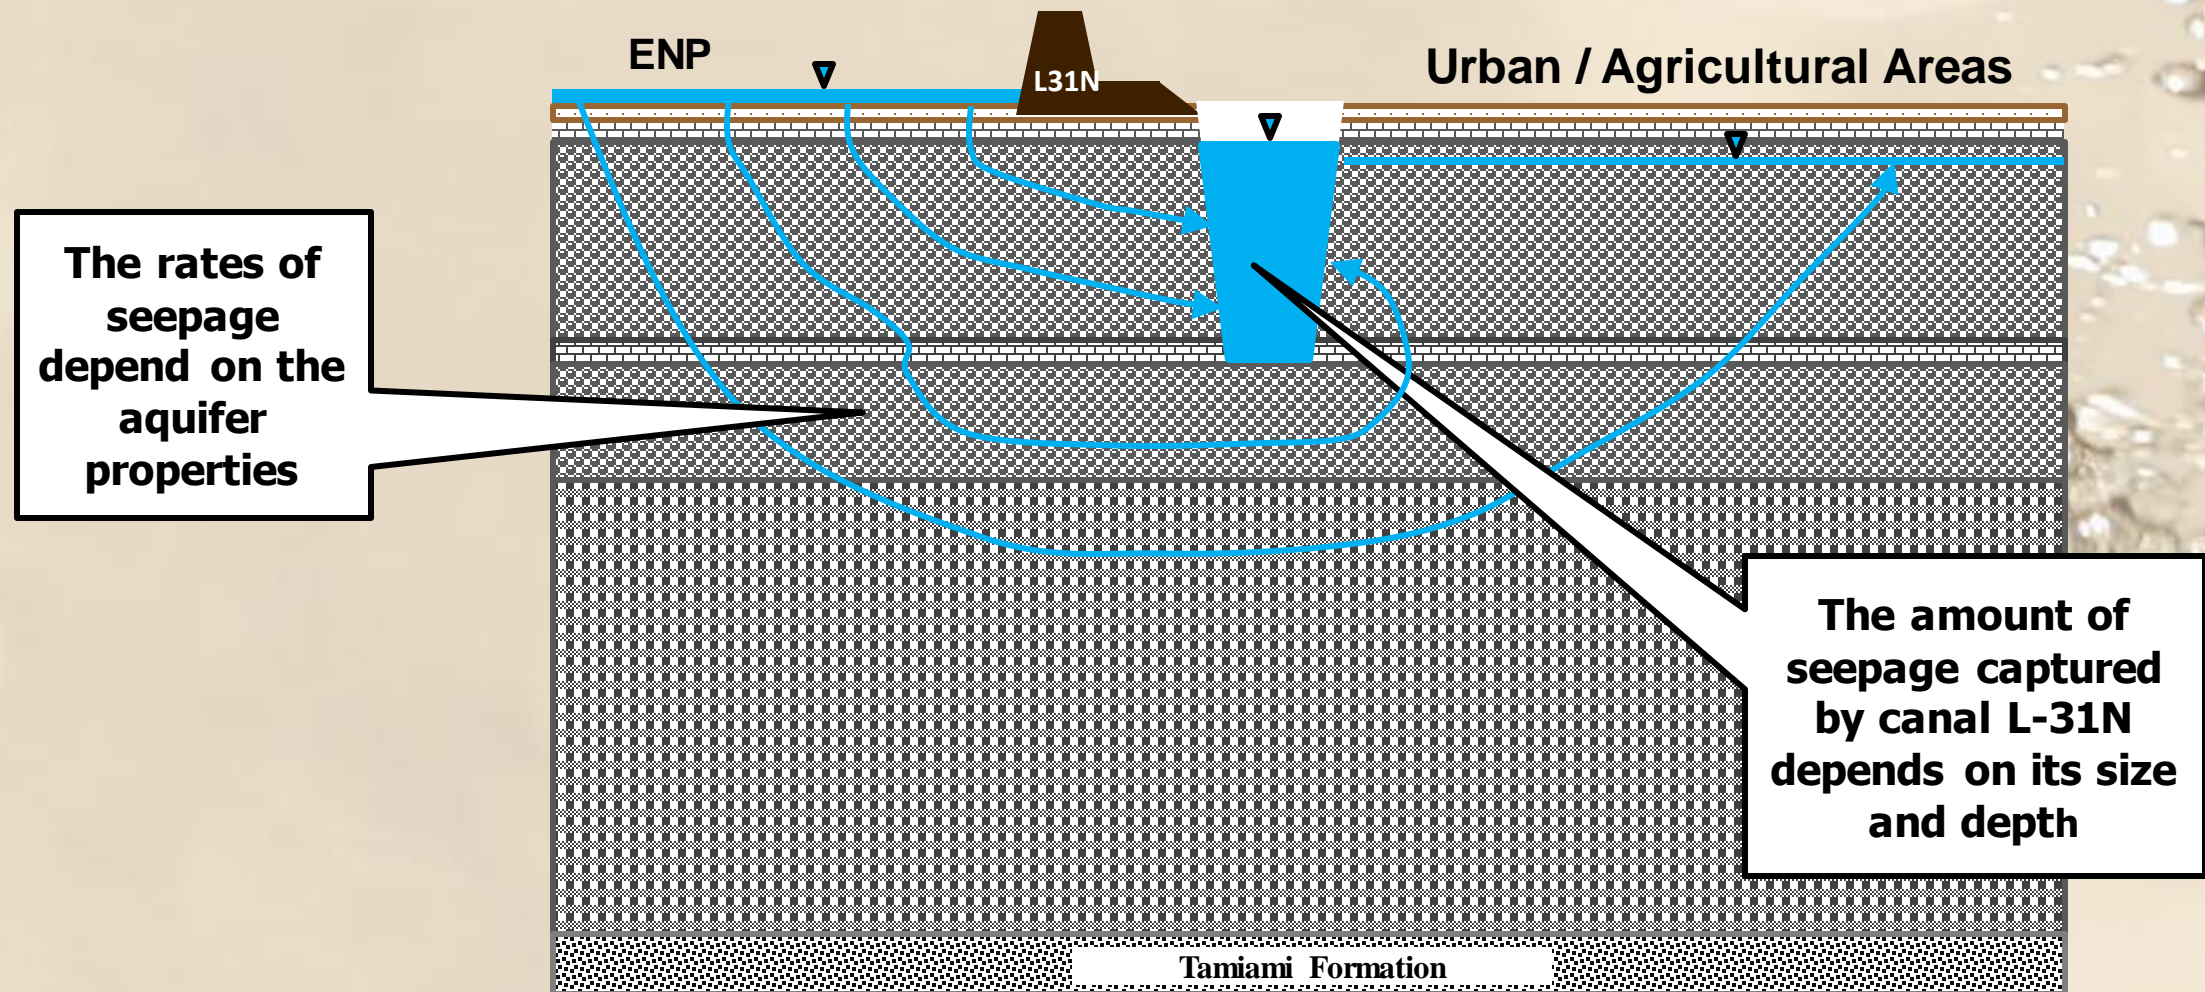 ENP
L31N
Urban / Agricultural Areas
The rates of
seepage
depend on the
aquifer
properties
The amount of
seepage captured
by canal L-31N
depends on its size
and depth
Tamiami Formation